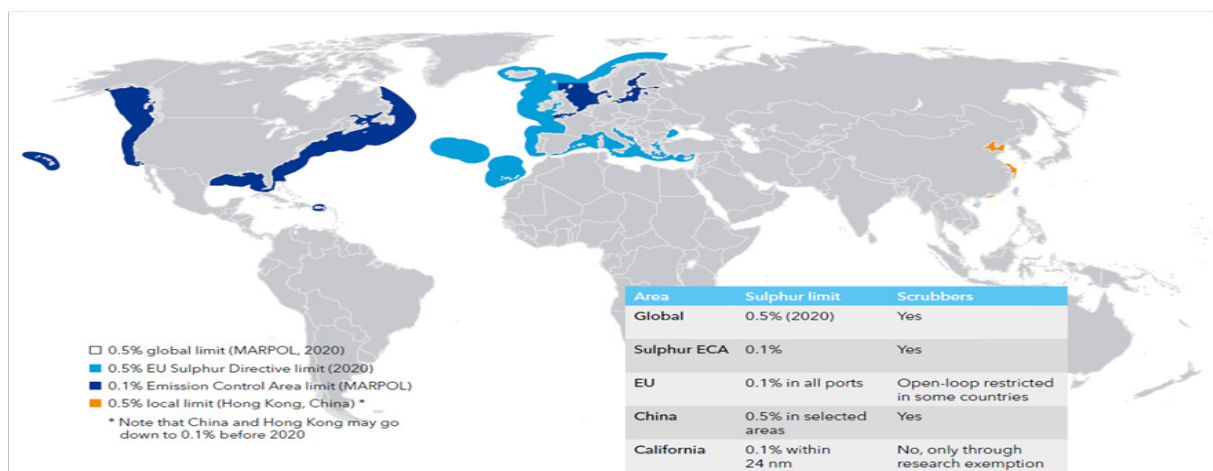 Area Sulphur limit Scrubbers
Global 0.5% (2020) Yes
Sulphur ECA 0.1% Yes
EU 0.1% in all ports Open-loop restricted
in some countries
China 0.5% in selected Yes
areas
California 0.1% within No, only through
24 nm research exemption
0.5% global limit (MARPOL, 2020)
0.5% EU Sulphur Directive limit (2020)
0.1% Emission Control Area limit (MARPOL)
0.5% local limit (Hong Kong, China) *
* Note that China and Hong Kong may go
down to 0.1% before 2020